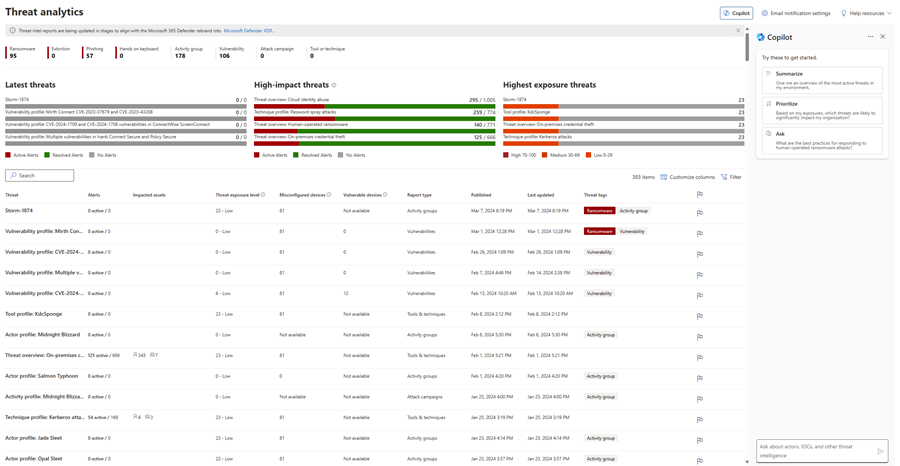 Threat analytics
Copilot
Email notification settings
Help resources
Threat intel reports are being updated in stages to align with the Microsoft 365 Defender rebrand into Microsoft Defender XDR.
Ransomware
95
Extortion
0
Phishing
57
Hands on keyboard
0
Activity group
178
Vulnerability
106
Attack campaign
0
Tool or technique
0
Latest threats
Storm-1874 0 / 0
Vulnerability profile: Mirth Connect CVE-2023-37679 and CVE-2023-43208 0 / 0
Vulnerability profile: CVE-2024-1709 and CVE-2024-1708 vulnerabilities in ConnectWise ScreenConnect 0 / 0
Vulnerability profile: Multiple vulnerabilities in Ivanti Connect Secure and Policy Secure 0 / 0
Active Alerts Resolved Alerts No Alerts
High-impact threats
Threat overview: Cloud identity abuse 295 / 1,005
Technique profile: Password spray attacks 259 / 774
Threat overview: Human-operated ransomware 140 / 771
Threat overview: On-premises credential theft 125 / 666
Active Alerts Resolved Alerts No Alerts
Highest exposure threats
Storm-1874 23
Tool profile: KdcSponge 23
Threat overview: On-premises credential theft 23
Technique profile: Kerberos attacks 23
High 70-100 Medium 30-69 Low 0-29
Search
383 items Customize columns Filter
Threat Alerts Impacted assets Threat exposure level Misconfigured devices Vulnerable devices Report type Published Last updated Threat tags
Storm-1874 0 active / 0 23 - Low 81 Not available Activity groups Mar 7, 2024 6:19 PM Mar 7, 2024 6:19 PM Ransomware Activity group
Vulnerability profile: Mirth Con... 0 active / 0 0 - Low 81 0 Vulnerabilities Mar 1, 2024 12:28 PM Mar 1, 2024 12:28 PM Ransomware Vulnerability
Vulnerability profile: CVE-2024-... 0 active / 0 0 - Low 81 0 Vulnerabilities Feb 26, 2024 1:09 PM Feb 26, 2024 1:09 PM Vulnerability
Vulnerability profile: Multiple v... 0 active / 0 0 - Low 81 0 Vulnerabilities Feb 7, 2024 4:46 PM Feb 14, 2024 2:38 PM Vulnerability
Vulnerability profile: CVE-2024-... 0 active / 0 6 - Low 81 12 Vulnerabilities Feb 13, 2024 10:20 AM Feb 13, 2024 10:20 AM Vulnerability
Tool profile: KdcSponge 0 active / 0 23 - Low 81 Not available Tools & techniques Feb 8, 2024 2:12 PM Feb 8, 2024 2:12 PM
Actor profile: Midnight Blizzard 0 active / 0 0 - Low Not available Not available Activity groups Feb 6, 2024 5:30 PM Feb 6, 2024 5:30 PM Activity group
Threat overview: On-premises c... 125 active / 666 345 7 23 - Low 81 Not available Tools & techniques Feb 1, 2024 5:21 PM Feb 1, 2024 5:21 PM
Actor profile: Salmon Typhoon 0 active / 0 0 - Low 0 Not available Activity groups Feb 1, 2024 4:20 PM Feb 1, 2024 4:20 PM Activity group
Activity profile: Midnight Blizza... 0 active / 0 0 - Low Not available Not available Attack campaigns Jan 25, 2024 4:00 PM Jan 25, 2024 4:00 PM Activity group
Technique profile: Kerberos atta... 54 active / 169 6 3 23 - Low 81 Not available Tools & techniques Jan 25, 2024 3:19 PM Jan 25, 2024 3:19 PM
Actor profile: Jade Sleet 0 active / 0 23 - Low 81 Not available Activity groups Jan 23, 2024 4:14 PM Jan 23, 2024 4:14 PM Activity group
Actor profile: Opal Sleet 0 active / 0 23 - Low 81 Not available Activity groups Jan 23, 2024 3:57 PM Jan 23, 2024 3:57 PM Activity group
Copilot
Try these to get started.
Summarize
Give me an overview of the most active threats in
my environment.
Prioritize
Based on my exposure, which threats are likely to
significantly impact my organization?
Ask
What are the best practices for responding to
human-operated ransomware attacks?
Ask about actors, IOCs, and other threat
intelligence